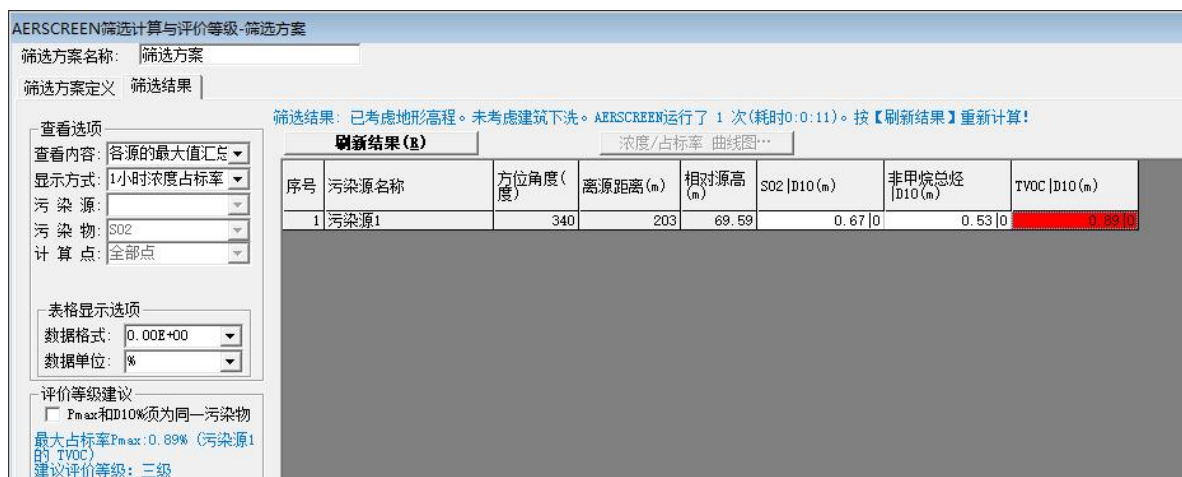 AERSCREEN筛选计算与评价等级-筛选方案
筛选方案名称: 筛选方案
筛选方案定义 筛选结果
筛选结果: 已考虑地形高程。未考虑建筑下洗。AERSCREEN运行了 1 次(耗时0:0:11)。按【刷新结果】重新计算!
刷新结果(R) 浓度/占标率 曲线图…
查看选项
查看内容: 各源的最大值汇总
显示方式: 1小时浓度占标率
污 染 源:
污 染 物: SO2
计 算 点: 全部点
序号 污染源名称 方位角度(度) 离源距离(m) 相对源高(m) SO2|D10(m) 非甲烷总烃|D10(m) TVOC|D10(m)
1 污染源1 340 203 69.59 0.67|0 0.53|0 0.89|0
表格显示选项
数据格式: 0.00E+00
数据单位: %
评价等级建议
Pmax和D10%须为同一污染物
最大占标率Pmax:0.89% (污染源1
的 TVOC)
建议评价等级: 三级